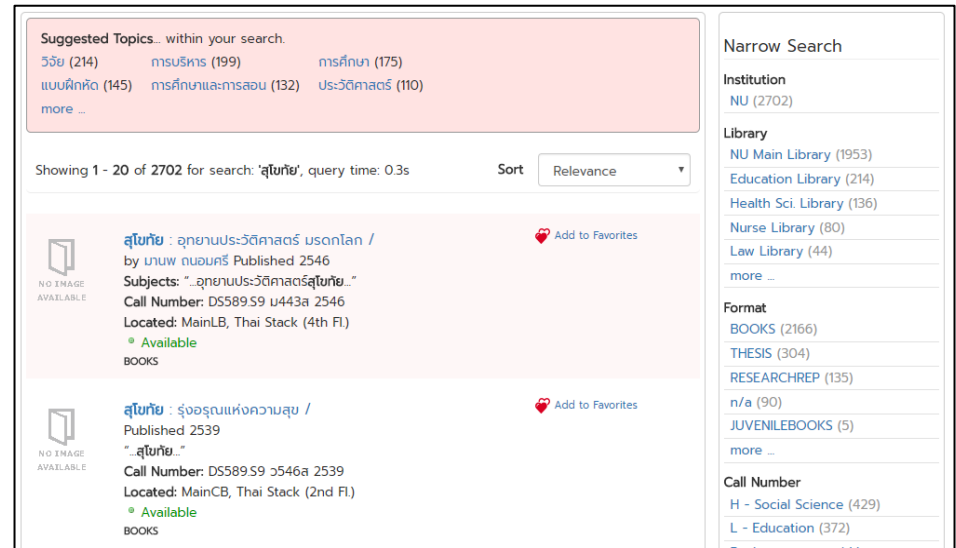 Suggested Topics... within your search.
วิจัย (214) การบริหาร (199) การศึกษา (175)
แบบฝึกหัด (145) การศึกษาและการสอน (132) ประวัติศาสตร์ (110)
more ...
Showing 1 - 20 of 2702 for search: 'สุโขทัย', query time: 0.3s
Sort Relevance
NO IMAGE
AVAILABLE
สุโขทัย : อุทยานประวัติศาสตร์ มรดกโลก /
by มานพ ถนอมศรี Published 2546
Subjects: "...อุทยานประวัติศาสตร์สุโขทัย..."
Call Number: DS589.S9 ม443ส 2546
Located: MainLB, Thai Stack (4th Fl.)
Available
BOOKS
Add to Favorites
NO IMAGE
AVAILABLE
สุโขทัย : รุ่งอรุณแห่งความสุข /
Published 2539
"...สุโขทัย..."
Call Number: DS589.S9 ว546ส 2539
Located: MainCB, Thai Stack (2nd Fl.)
Available
BOOKS
Add to Favorites
Narrow Search
Institution
NU (2702)
Library
NU Main Library (1953)
Education Library (214)
Health Sci. Library (136)
Nurse Library (80)
Law Library (44)
more ...
Format
BOOKS (2166)
THESIS (304)
RESEARCHREP (135)
n/a (90)
JUVENILEBOOKS (5)
more ...
Call Number
H - Social Science (429)
L - Education (372)